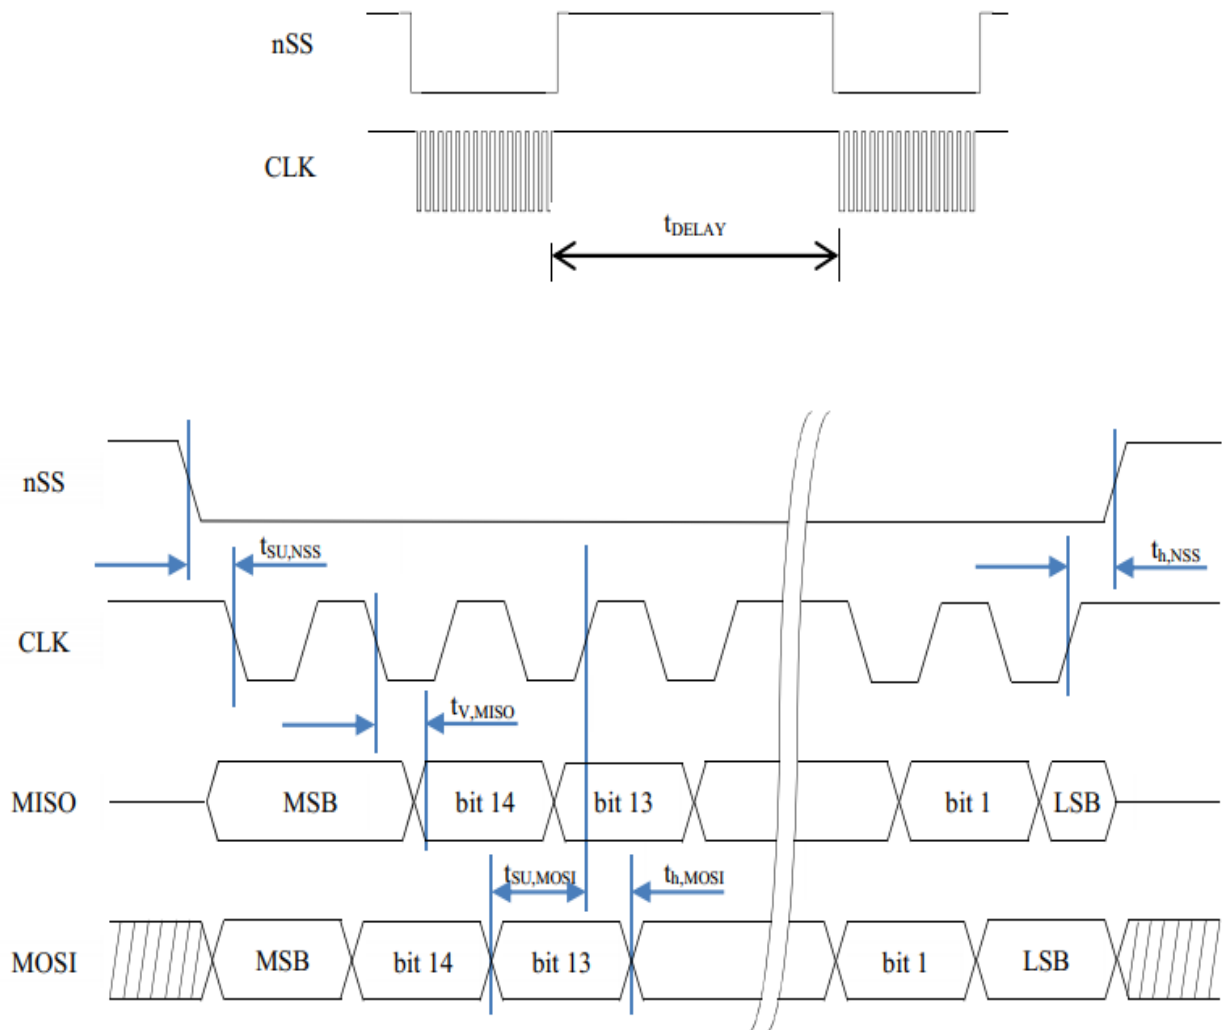 nSS
CLK
tDELAY
nSS
tSU,NSS
th,NSS
CLK
tV,MISO
MISO
MSB
bit 14
bit 13
bit 1
LSB
tSU,MOSI
th,MOSI
MOSI
MSB
bit 14
bit 13
bit 1
LSB